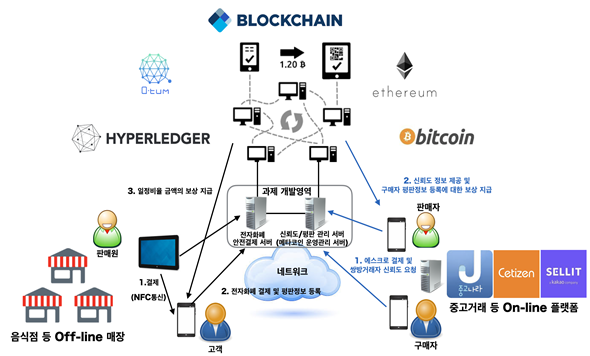 BLOCKCHAIN
1.20 B
Q:tum
ethereum
HYPERLEDGER
bitcoin
3. 일정비율 금액의 보상 지급
과제 개발영역
2. 신뢰도 정보 제공 및
구매자 평판정보 등록에 대한 보상 지급
판매원
판매자
전자화폐
안전결제 서버
신뢰도/평판 관리 서버
(메타코인 운영관리 서버)
1. 에스크로 결제 및
쌍방거래자 신뢰도 요청
네트워크
1.결제
(NFC통신)
2. 전자화폐 결제 및 평판정보 등록
J
중고나라
Cetizen
SELLIT
a kakao company
음식점 등 Off-line 매장
고객
구매자
중고거래 등 On-line 플랫폼